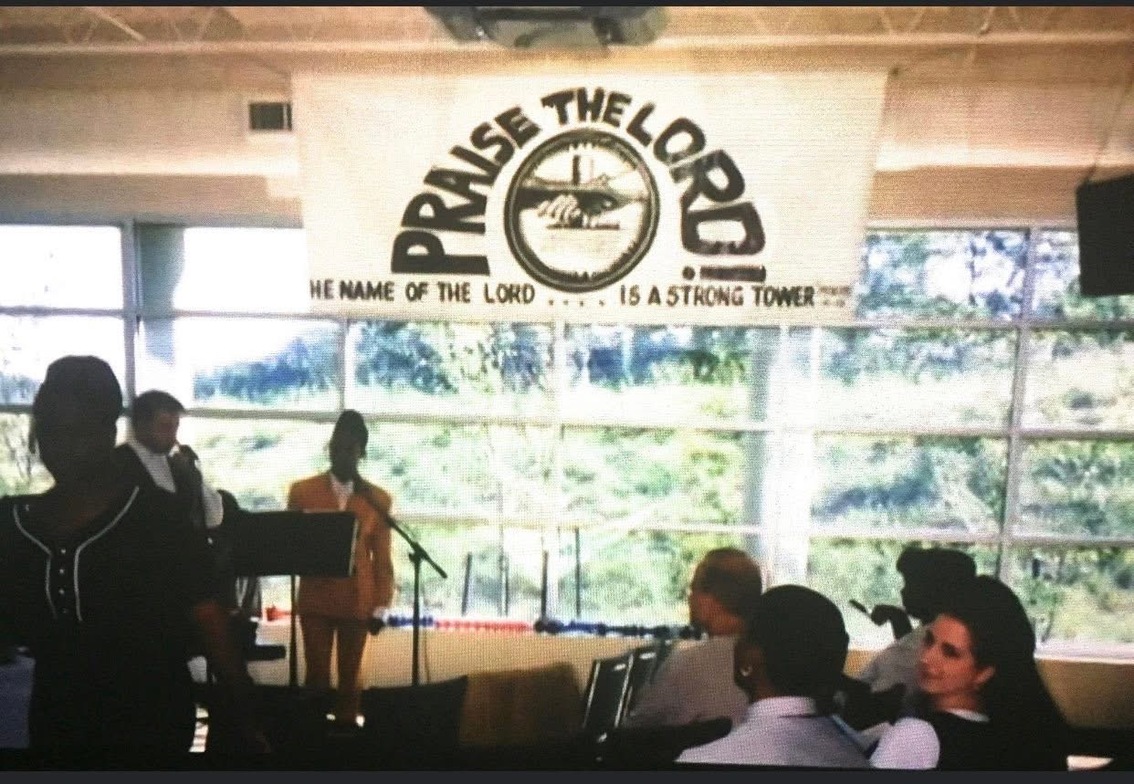 PRAISE THE LORD!
HE NAME OF THE LORD .... IS A STRONG TOWER